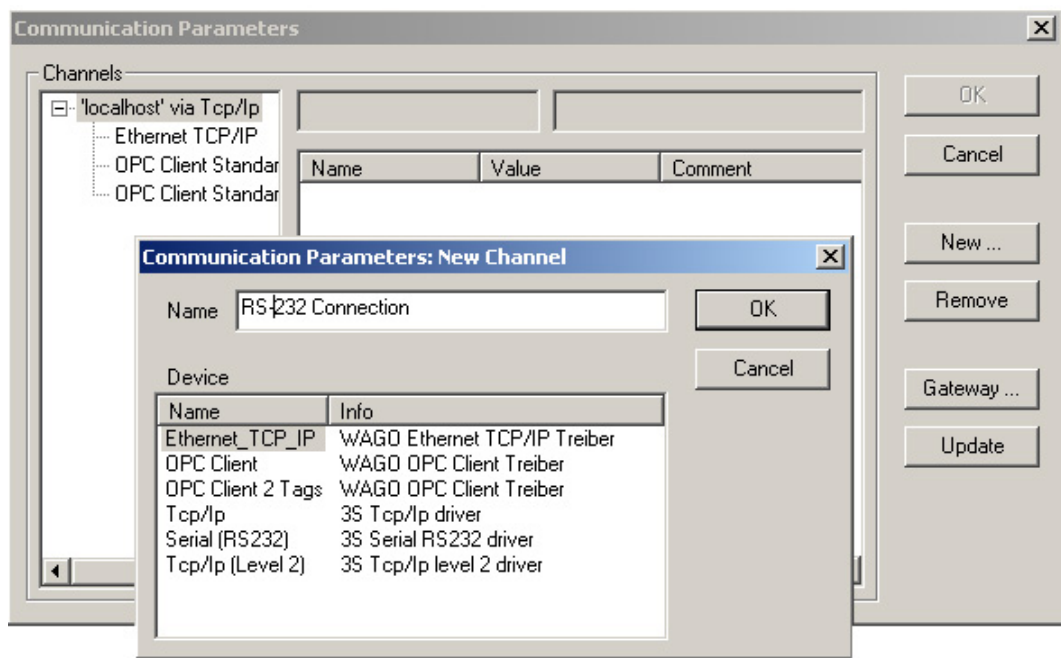 Communication Parameters
Channels
'localhost' via Tcp/Ip
Ethernet TCP/IP
OPC Client Standar
OPC Client Standar
Name Value Comment
OK
Cancel
New ...
Remove
Gateway ...
Update
Communication Parameters: New Channel
Name RS-232 Connection
OK
Cancel
Device
Name Info
Ethernet_TCP_IP WAGO Ethernet TCP/IP Treiber
OPC Client WAGO OPC Client Treiber
OPC Client 2 Tags WAGO OPC Client Treiber
Tcp/Ip 3S Tcp/Ip driver
Serial (RS232) 3S Serial RS232 driver
Tcp/Ip (Level 2) 3S Tcp/Ip level 2 driver